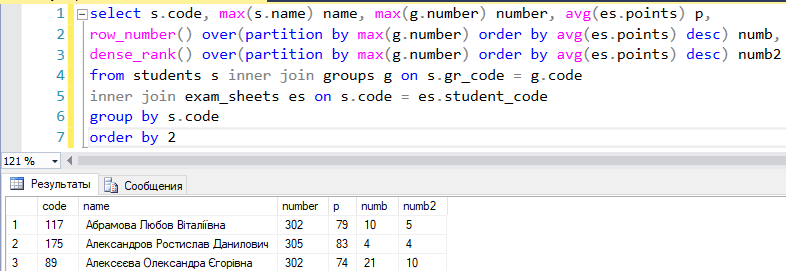 1 select s.code, max(s.name) name, max(g.number) number, avg(es.points) p,
2 row_number() over(partition by max(g.number) order by avg(es.points) desc) numb,
3 dense_rank() over(partition by max(g.number) order by avg(es.points) desc) numb2
4 from students s inner join groups g on s.gr_code = g.code
5 inner join exam_sheets es on s.code = es.student_code
6 group by s.code
7 order by 2
121 %
Результаты Сообщения
code name number p numb numb2
1 117 Абрамова Любов Віталіївна 302 79 10 5
2 175 Александров Ростислав Данилович 305 83 4 4
3 89 Алексєєва Олександра Єгорівна 302 74 21 10